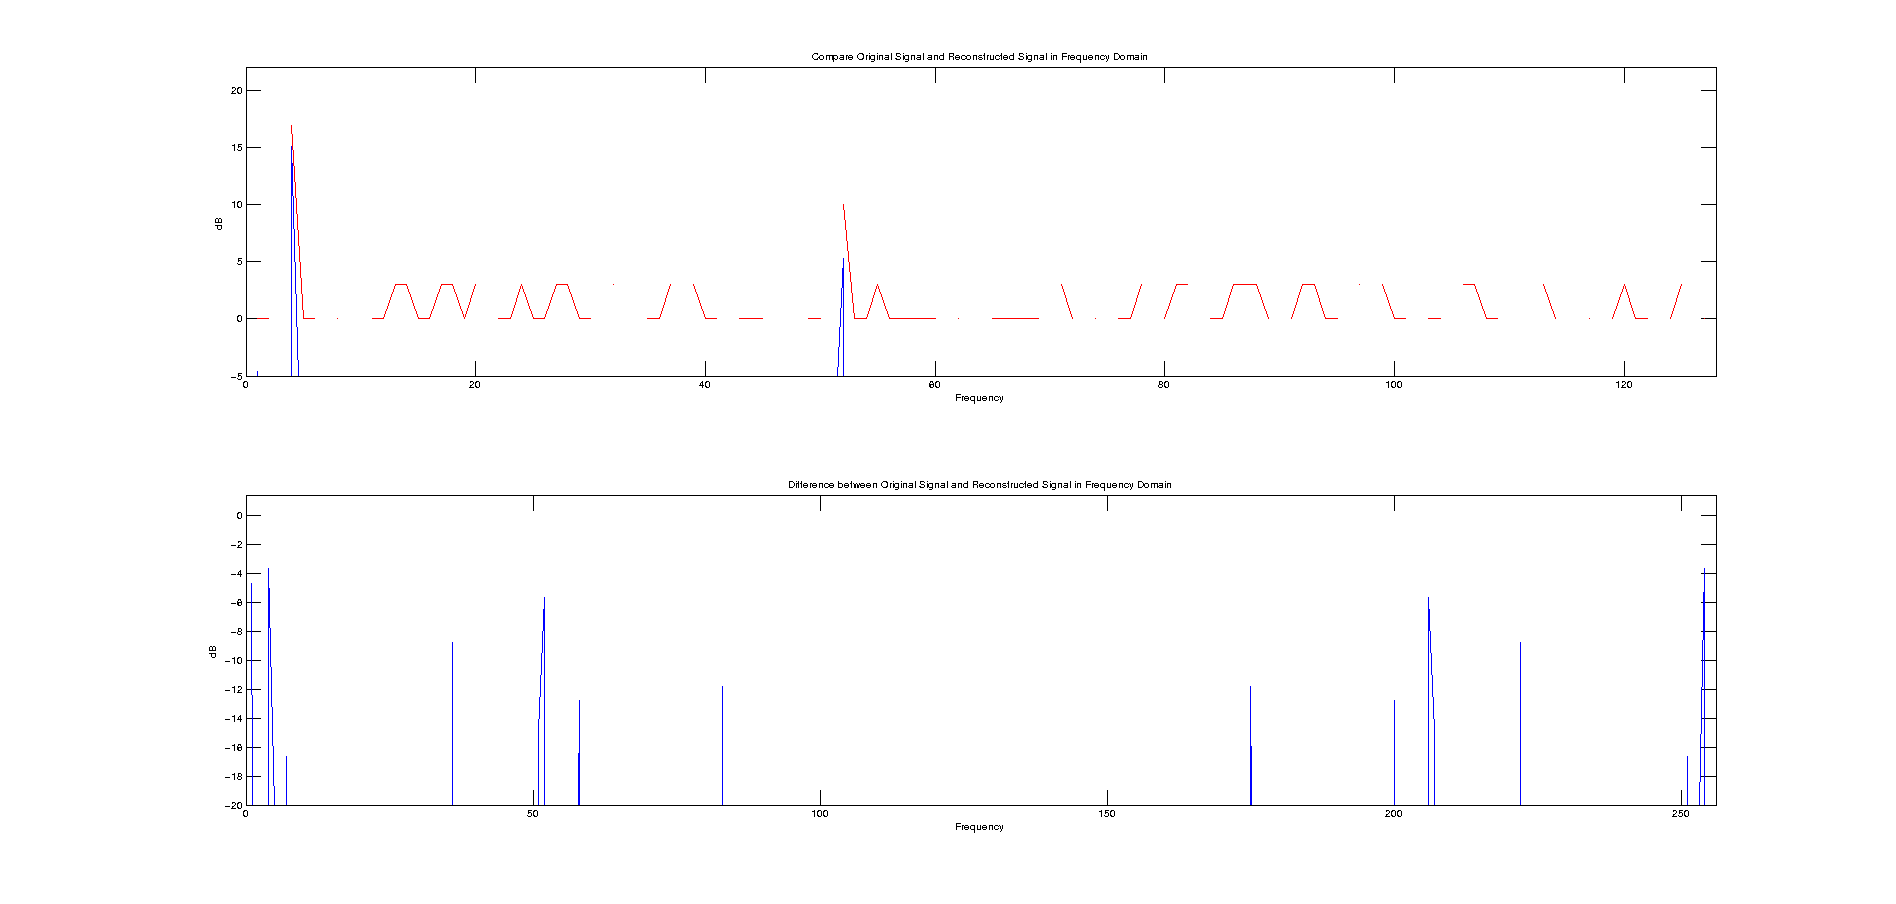 Compare Original Signal and Reconstructed Signal in Frequency Domain
20
15
10
5
0
-5
dB
0 20 40 60 80 100 120
Frequency
Difference between Original Signal and Reconstructed Signal in Frequency Domain
0
-2
-4
-6
-8
-10
-12
-14
-16
-18
-20
dB
0 50 100 150 200 250
Frequency